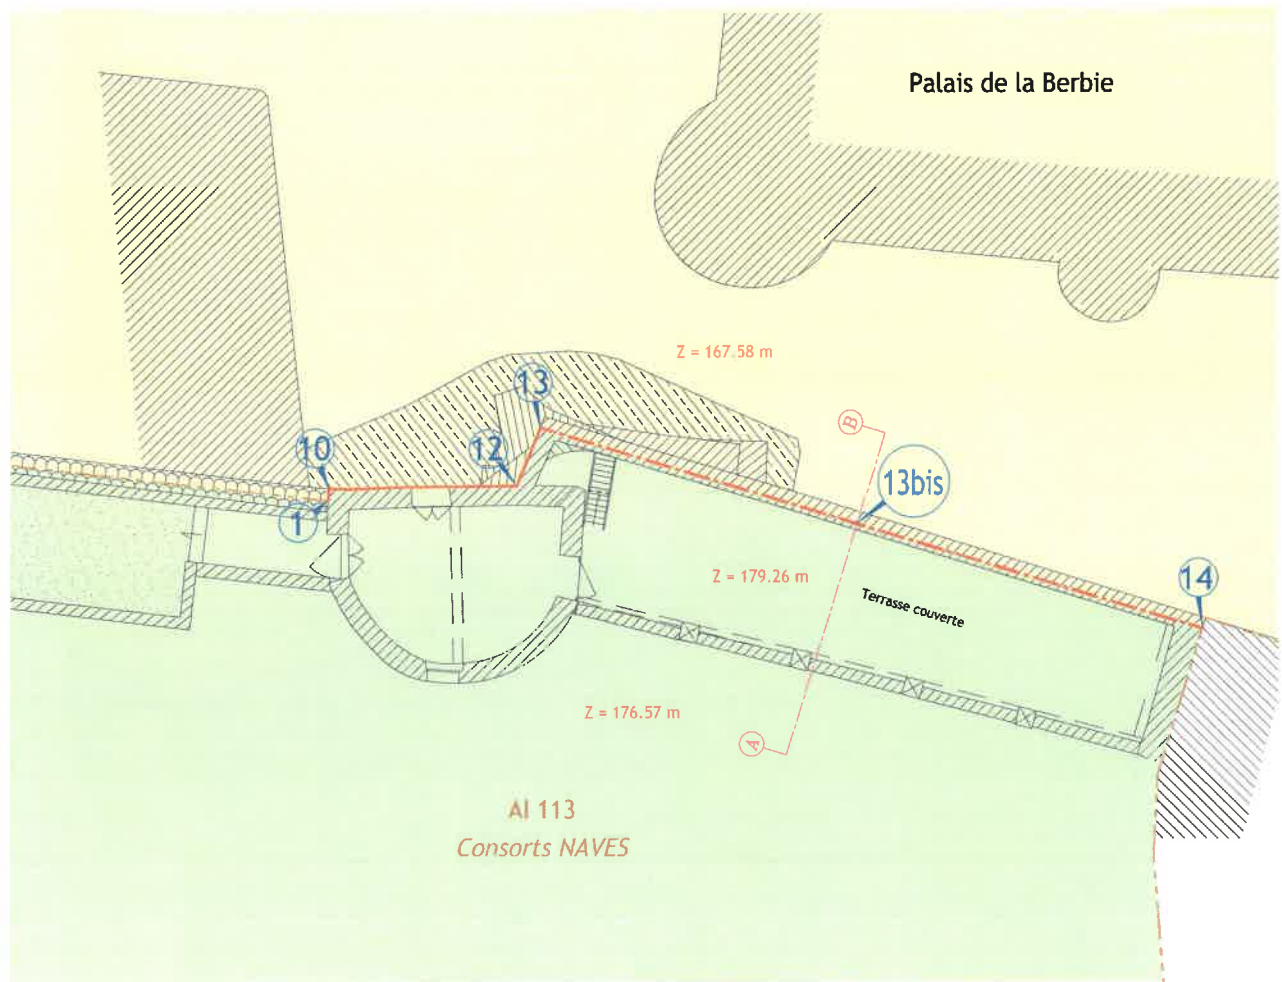 Palais de la Berbie
Z = 167.58 m
13
B
10
12
13bis
1
Z = 179.26 m
14
Terrasse couverte
Z = 176.57 m
A
AI 113
Consorts NAVES